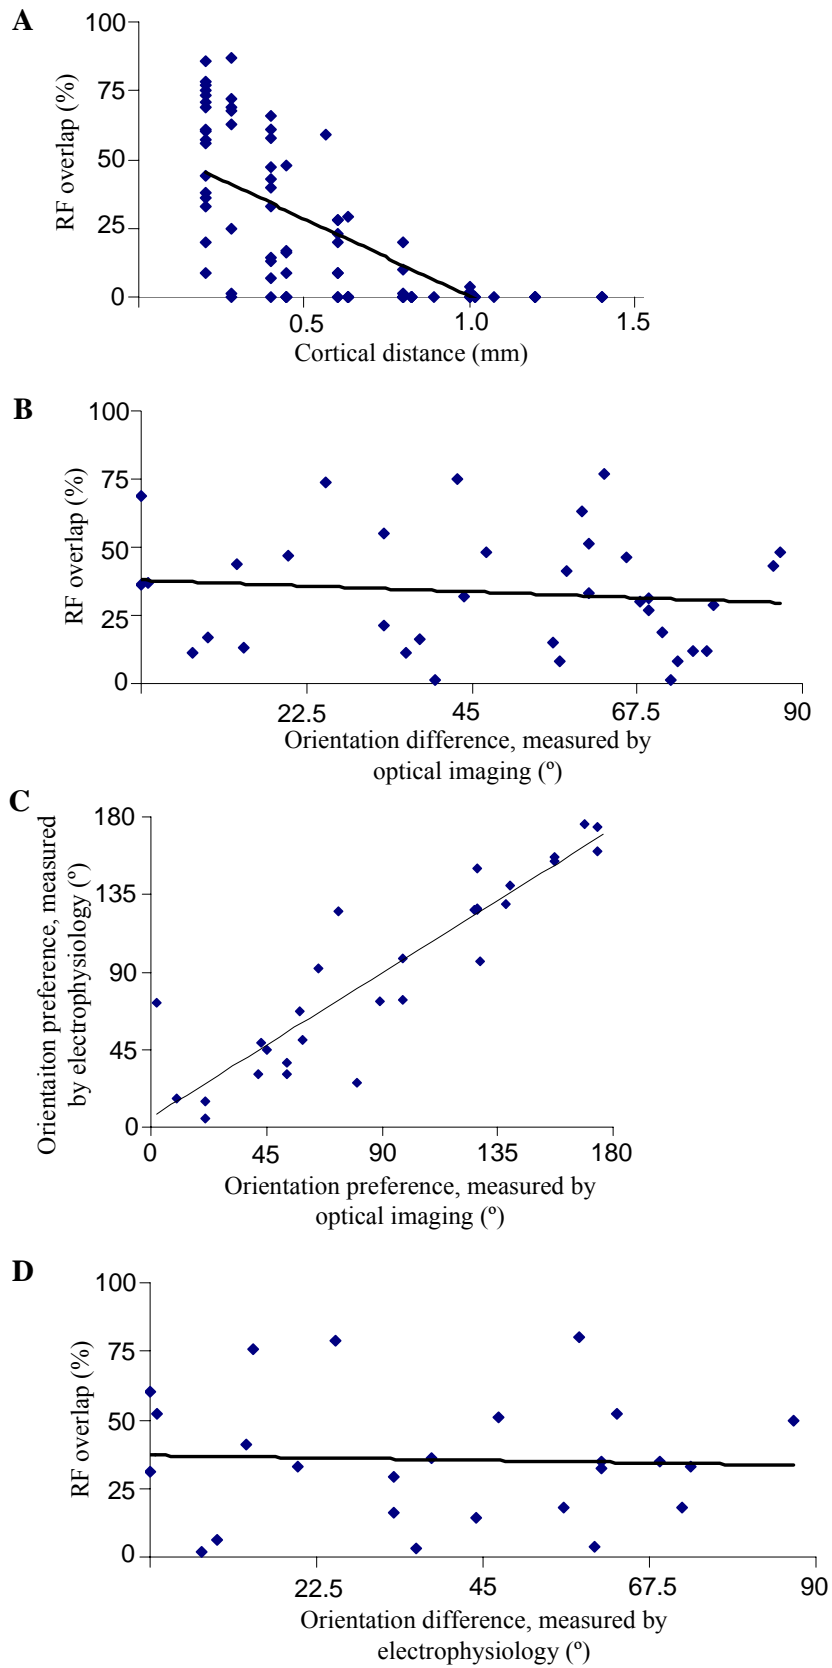 A
100
75
50
25
0
RF overlap (%)
0.5
1.0
1.5
Cortical distance (mm)
B
100
75
50
25
0
RF overlap (%)
22.5
45
67.5
90
Orientation difference, measured by
optical imaging (º)
C
180
135
90
45
0
Orientaiton preference, measured
by electrophysiology (º)
0
45
90
135
180
Orientation preference, measured by
optical imaging (º)
D
100
75
50
25
0
RF overlap (%)
22.5
45
67.5
90
Orientation difference, measured by
electrophysiology (º)